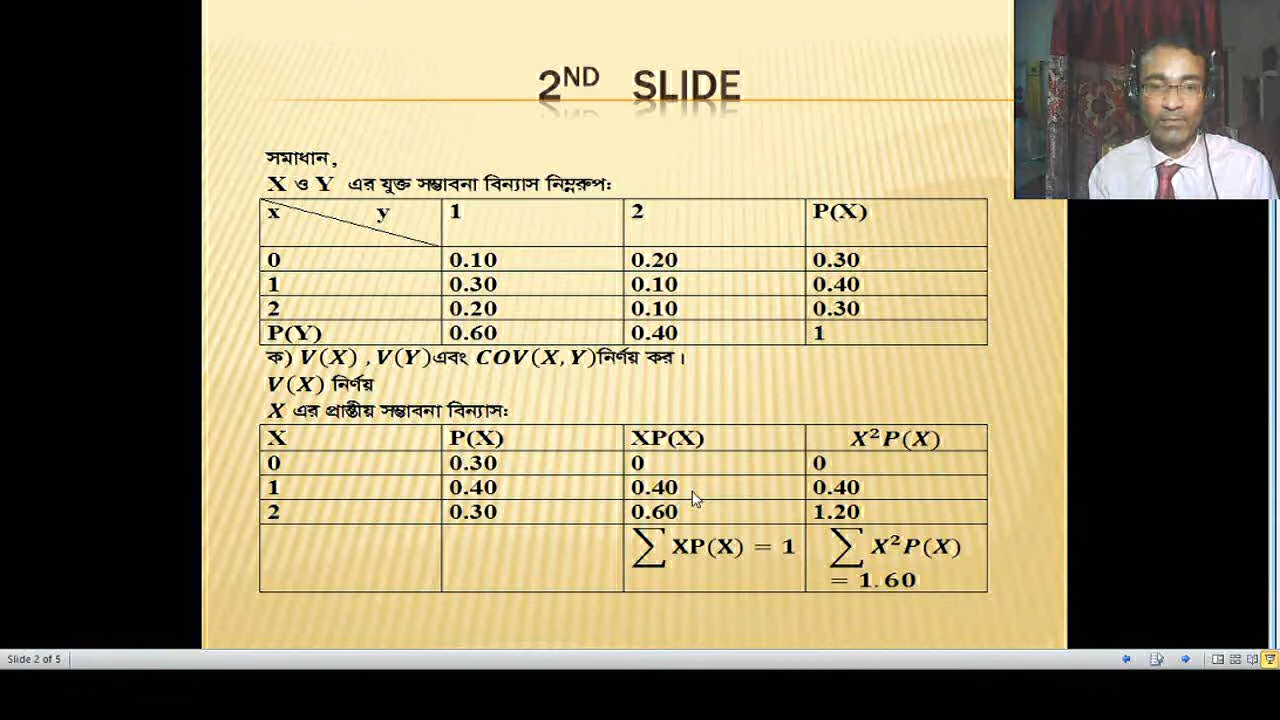 2ND SLIDE
সমাধান,
X ও Y এর যুক্ত সম্ভাবনা বিন্যাস নিম্নরুপঃ
x y 1 2 P(X)
0 0.10 0.20 0.30
1 0.30 0.10 0.40
2 0.20 0.10 0.30
P(Y) 0.60 0.40 1
ক) V(X) , V(Y)এবং COV(X, Y)নির্ণয় কর।
V(X) নির্ণয়
X এর প্রান্তীয় সম্ভাবনা বিন্যাসঃ
X P(X) XP(X) X²P(X)
0 0.30 0 0
1 0.40 0.40 0.40
2 0.30 0.60 1.20
∑ XP(X) = 1 ∑ X²P(X)
= 1.60
Slide 2 of 5